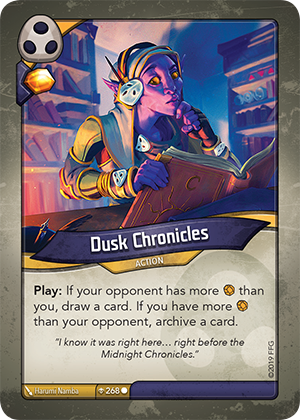 Dusk Chronicles
ACTION
Play: If your opponent has more than
you, draw a card. If you have more
than your opponent, archive a card.
"I know it was right here... right before the
Midnight Chronicles."
Harumi Namba
268
©2019 FFG